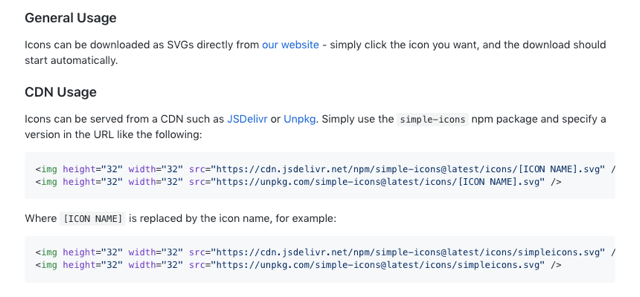 General Usage
Icons can be downloaded as SVGs directly from our website - simply click the icon you want, and the download should
start automatically.
CDN Usage
Icons can be served from a CDN such as JSDelivr or Unpkg. Simply use the simple-icons npm package and specify a
version in the URL like the following:
<img height="32" width="32" src="https://cdn.jsdelivr.net/npm/simple-icons@latest/icons/[ICON NAME].svg" /
<img height="32" width="32" src="https://unpkg.com/simple-icons@latest/icons/[ICON NAME].svg" />
Where [ICON NAME] is replaced by the icon name, for example:
<img height="32" width="32" src="https://cdn.jsdelivr.net/npm/simple-icons@latest/icons/simpleicons.svg" /
<img height="32" width="32" src="https://unpkg.com/simple-icons@latest/icons/simpleicons.svg" />